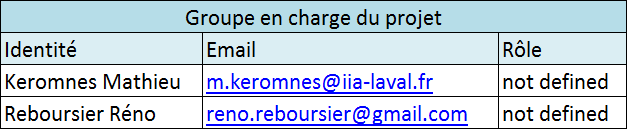 Groupe en charge du projet
Identité Email Rôle
Keromnes Mathieu m.keromnes@iia-laval.fr not defined
Reboursier Réno reno.reboursier@gmail.com not defined